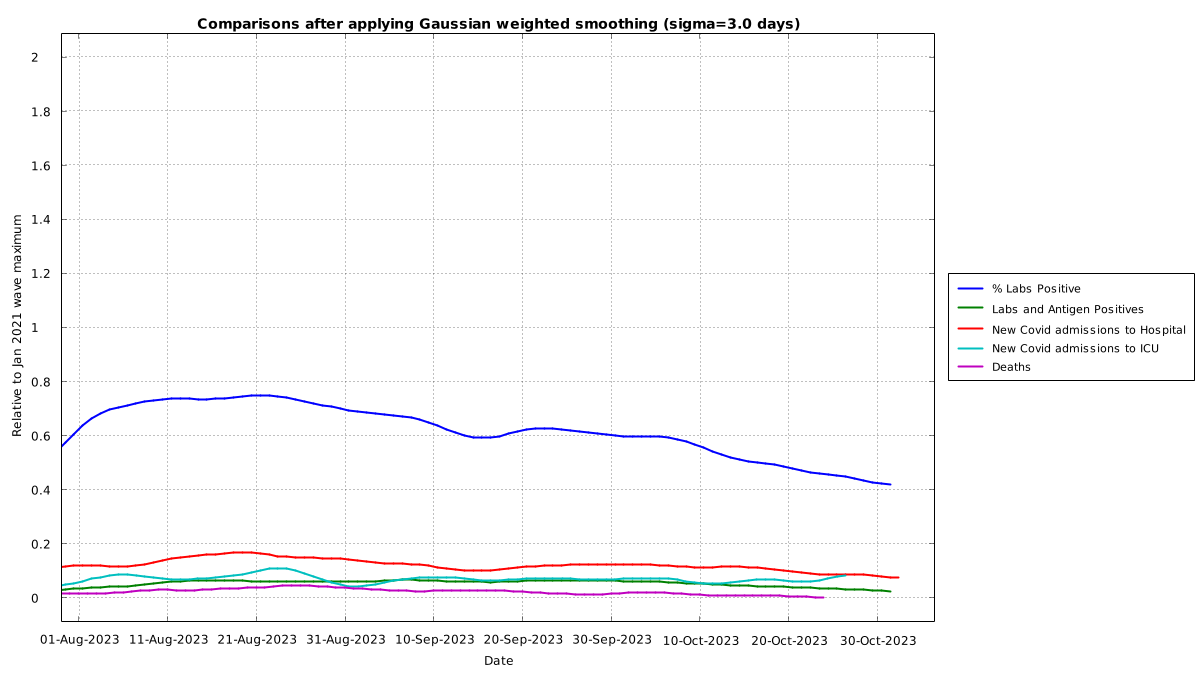 Comparisons after applying Gaussian weighted smoothing (sigma=3.0 days)
Relative to Jan 2021 wave maximum
2
1.8
1.6
1.4
1.2
1
0.8
0.6
0.4
0.2
0
01-Aug-2023 11-Aug-2023 21-Aug-2023 31-Aug-2023 10-Sep-2023 20-Sep-2023 30-Sep-2023 10-Oct-2023 20-Oct-2023 30-Oct-2023
Date
% Labs Positive
Labs and Antigen Positives
New Covid admissions to Hospital
New Covid admissions to ICU
Deaths